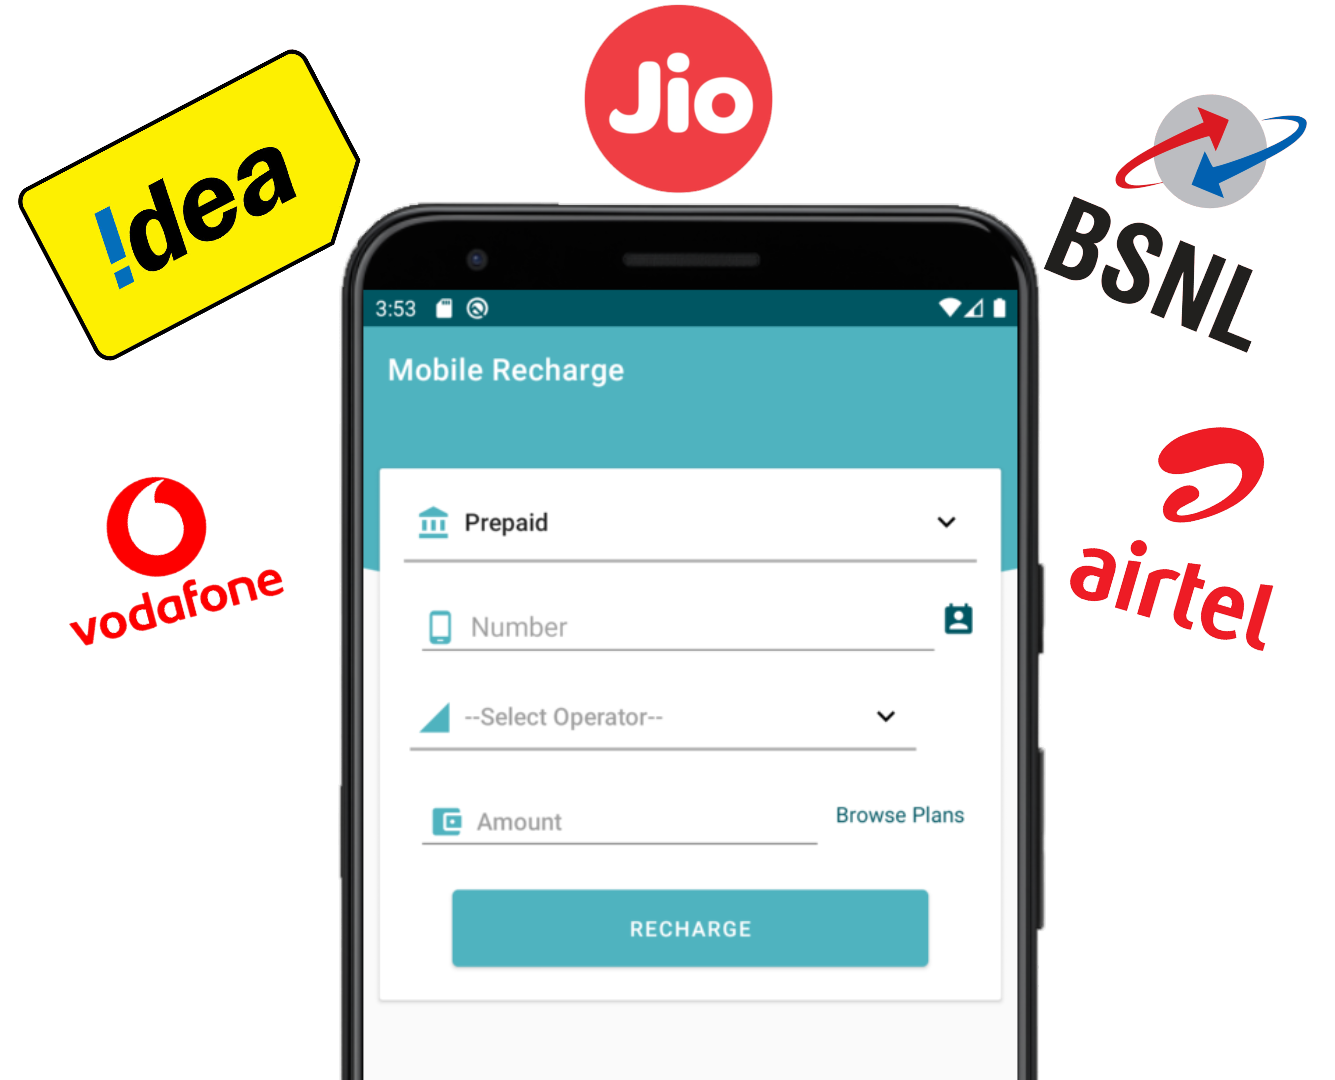 Jio
!dea
BSNL
3:53
Mobile Recharge
vodafone
airtel
Prepaid
Number
--Select Operator--
Amount
Browse Plans
RECHARGE